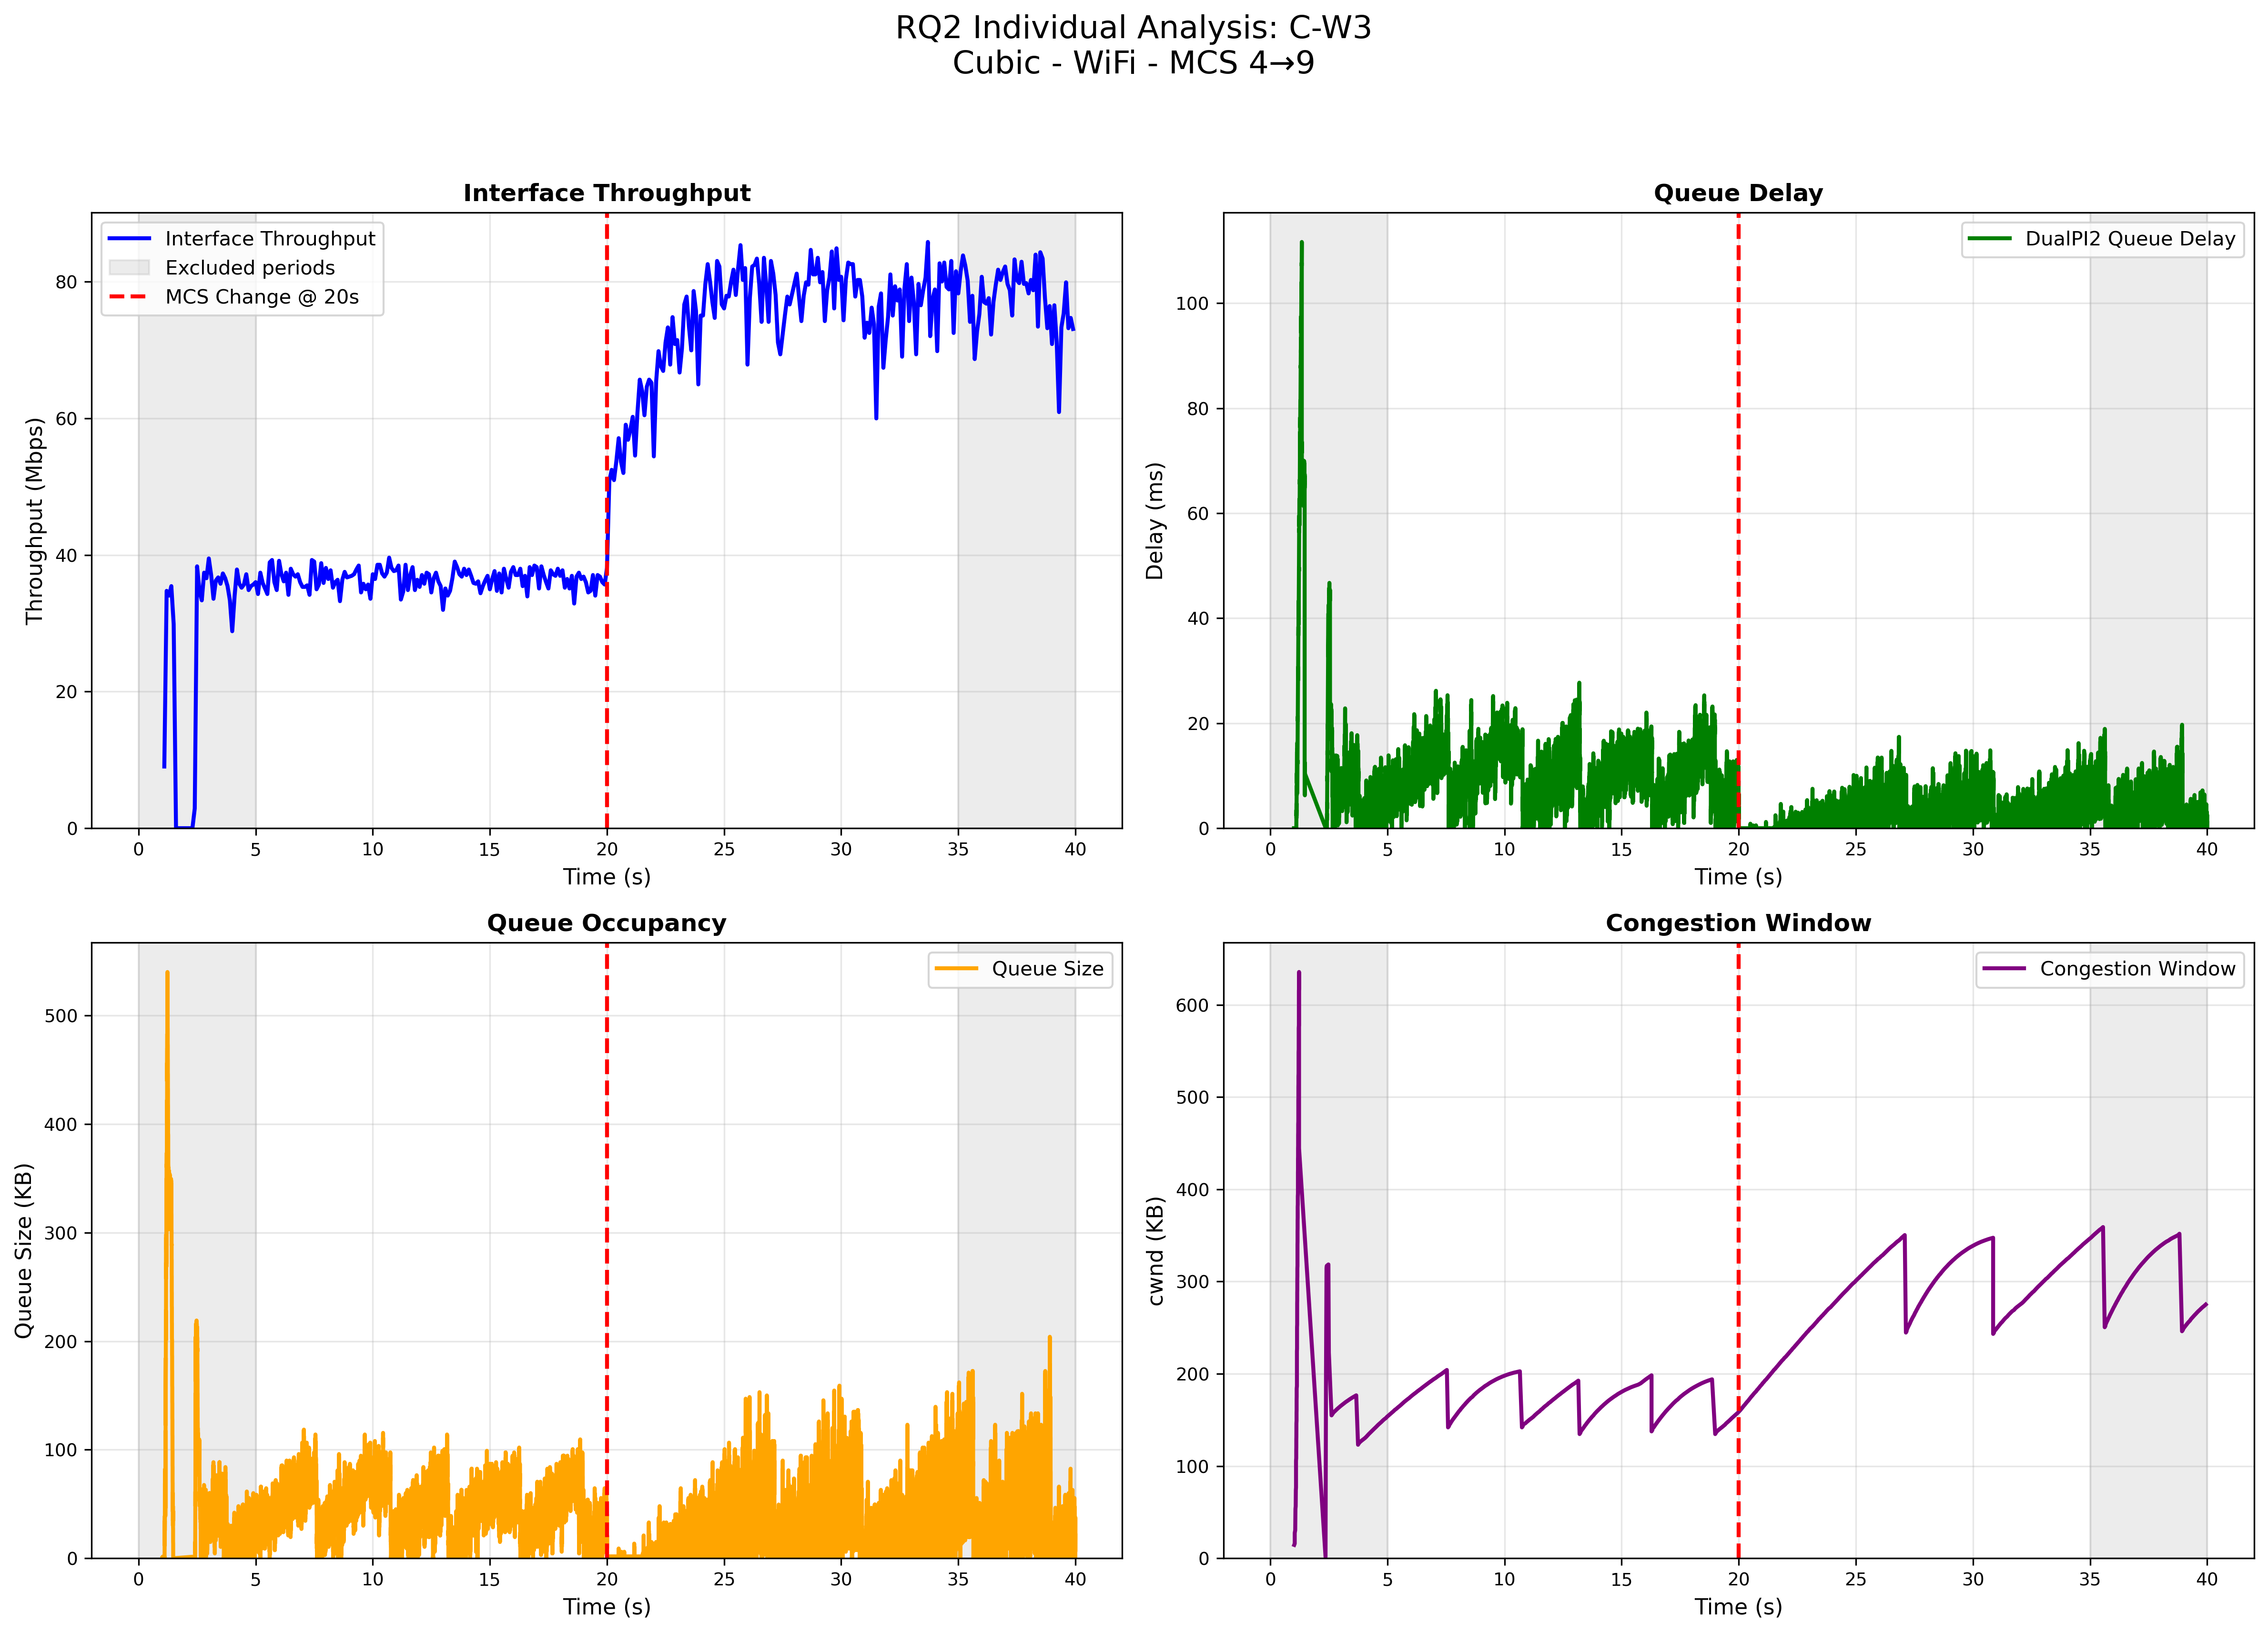 RQ2 Individual Analysis: C-W3
Cubic - WiFi - MCS 4→9
Interface Throughput
Interface Throughput
Excluded periods
MCS Change @ 20s
Throughput (Mbps)
80
60
40
20
0
0 5 10 15 20 25 30 35 40
Time (s)
Queue Delay
DualPI2 Queue Delay
Delay (ms)
100
80
60
40
20
0
0 5 10 15 20 25 30 35 40
Time (s)
Queue Occupancy
Queue Size
Queue Size (KB)
500
400
300
200
100
0
0 5 10 15 20 25 30 35 40
Time (s)
Congestion Window
Congestion Window
cwnd (KB)
600
500
400
300
200
100
0
0 5 10 15 20 25 30 35 40
Time (s)